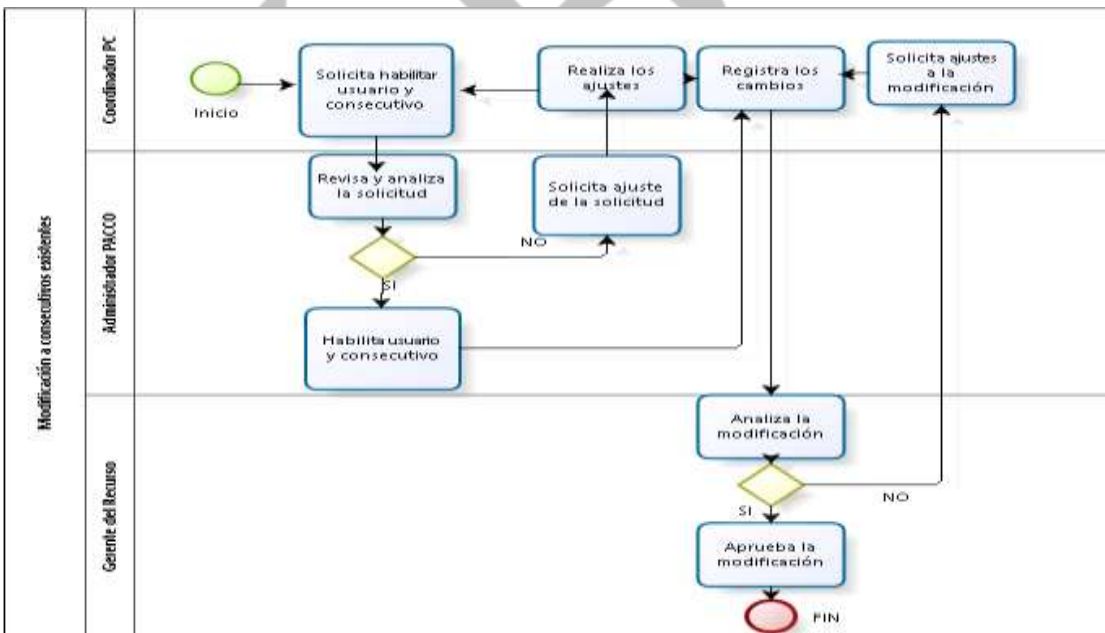 Modificación a consecutivos existentes
Coordinador PC
Inicio
Solicita habilitar
usuario y
consecutivo
Realiza los
ajustes
Registra los
cambios
Solicita ajustes
a la
modificación
Administrador PACCO
Revisa y analiza
la solicitud
Solicita ajuste
de la solicitud
NO
SI
Habilita usuario
y consecutivo
Gerente del Recurso
Analiza la
modificación
NO
SI
Aprueba la
modificación
FIN